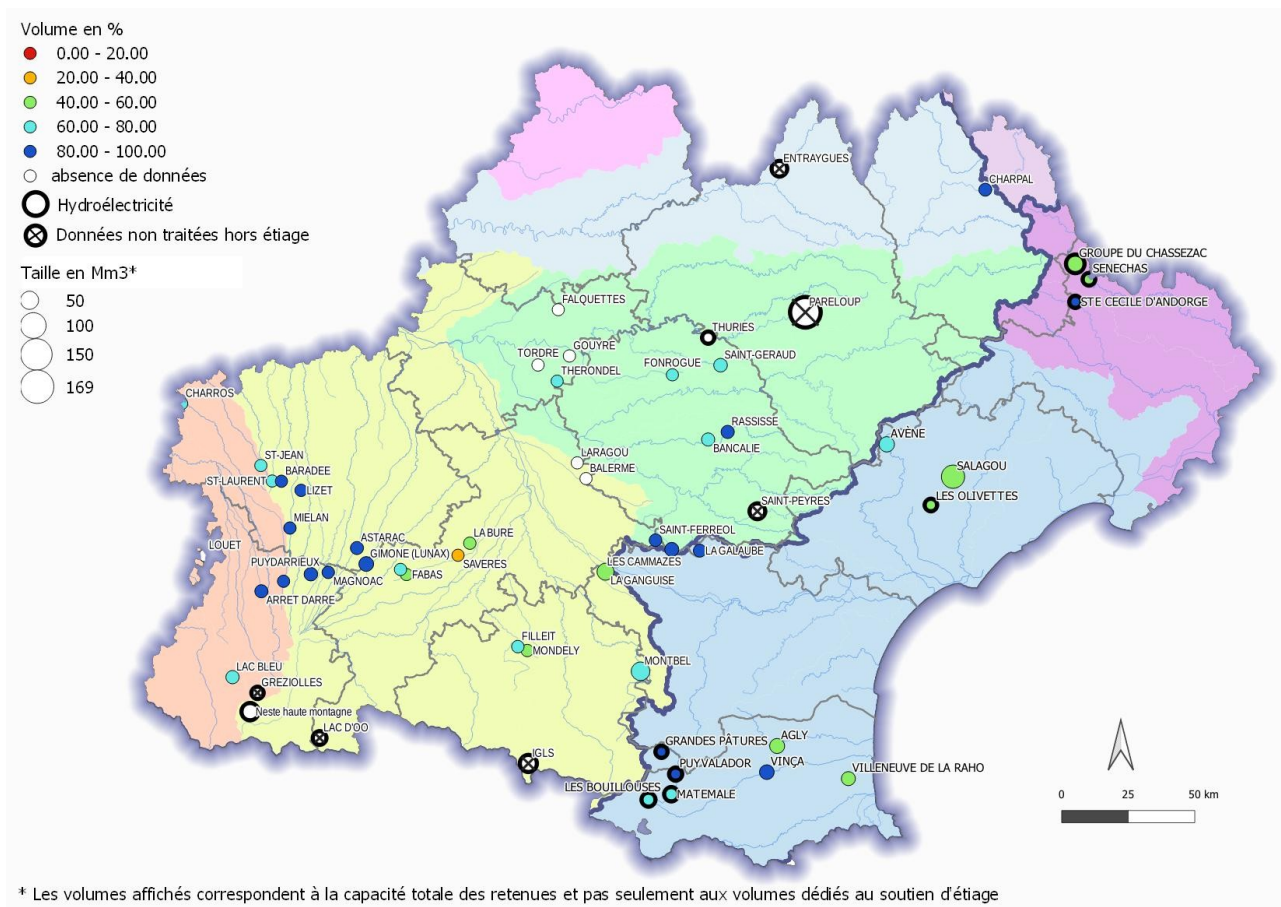 Volume en %
0.00 - 20.00
20.00 - 40.00
40.00 - 60.00
60.00 - 80.00
80.00 - 100.00
absence de données
Hydroélectricité
Données non traitées hors étiage
Taille en Mm3*
50
100
150
169
ENTRAYGUES
CHARPAL
GROUPE DU CHASSEZAC
SENECHAS
STE CECILE D'ANDORGE
FALQUETTES
PARELOUP
THURIES
GOUYRE
TORDRE
THERONDEL
FONROGUE
SAINT-GERAUD
CHARROS
RASSISSE
BANCALIE
AVÈNE
ST-JEAN
BARADEE
ST-LAURENT
LIZET
LARAGOU
BALERME
SALAGOU
LES OLIVETTES
SAINT-PEYRES
MIELAN
LOUET
ASTARAC
LA BURE
SAINT-FERREOL
GIMONE (LUNAX)
SAVERES
LA GALAUBE
PUYDARRIEUX
LES CAMMAZES
MAGNOAC
FABAS
LA GANGUISE
ARRET DARRE
FILLEIT
MONDELY
MONTBEL
LAC BLEU
GREZIOLLES
Neste haute montagne
LAC D'OO
IGLS
GRANDES PÂTURES
AGLY
PUYVALADOR
VINÇA
VILLENEUVE DE LA RAHO
LES BOUILLOUSES
MATEMALE
0 25 50 km
* Les volumes affichés correspondent à la capacité totale des retenues et pas seulement aux volumes dédiés au soutien d'étiage